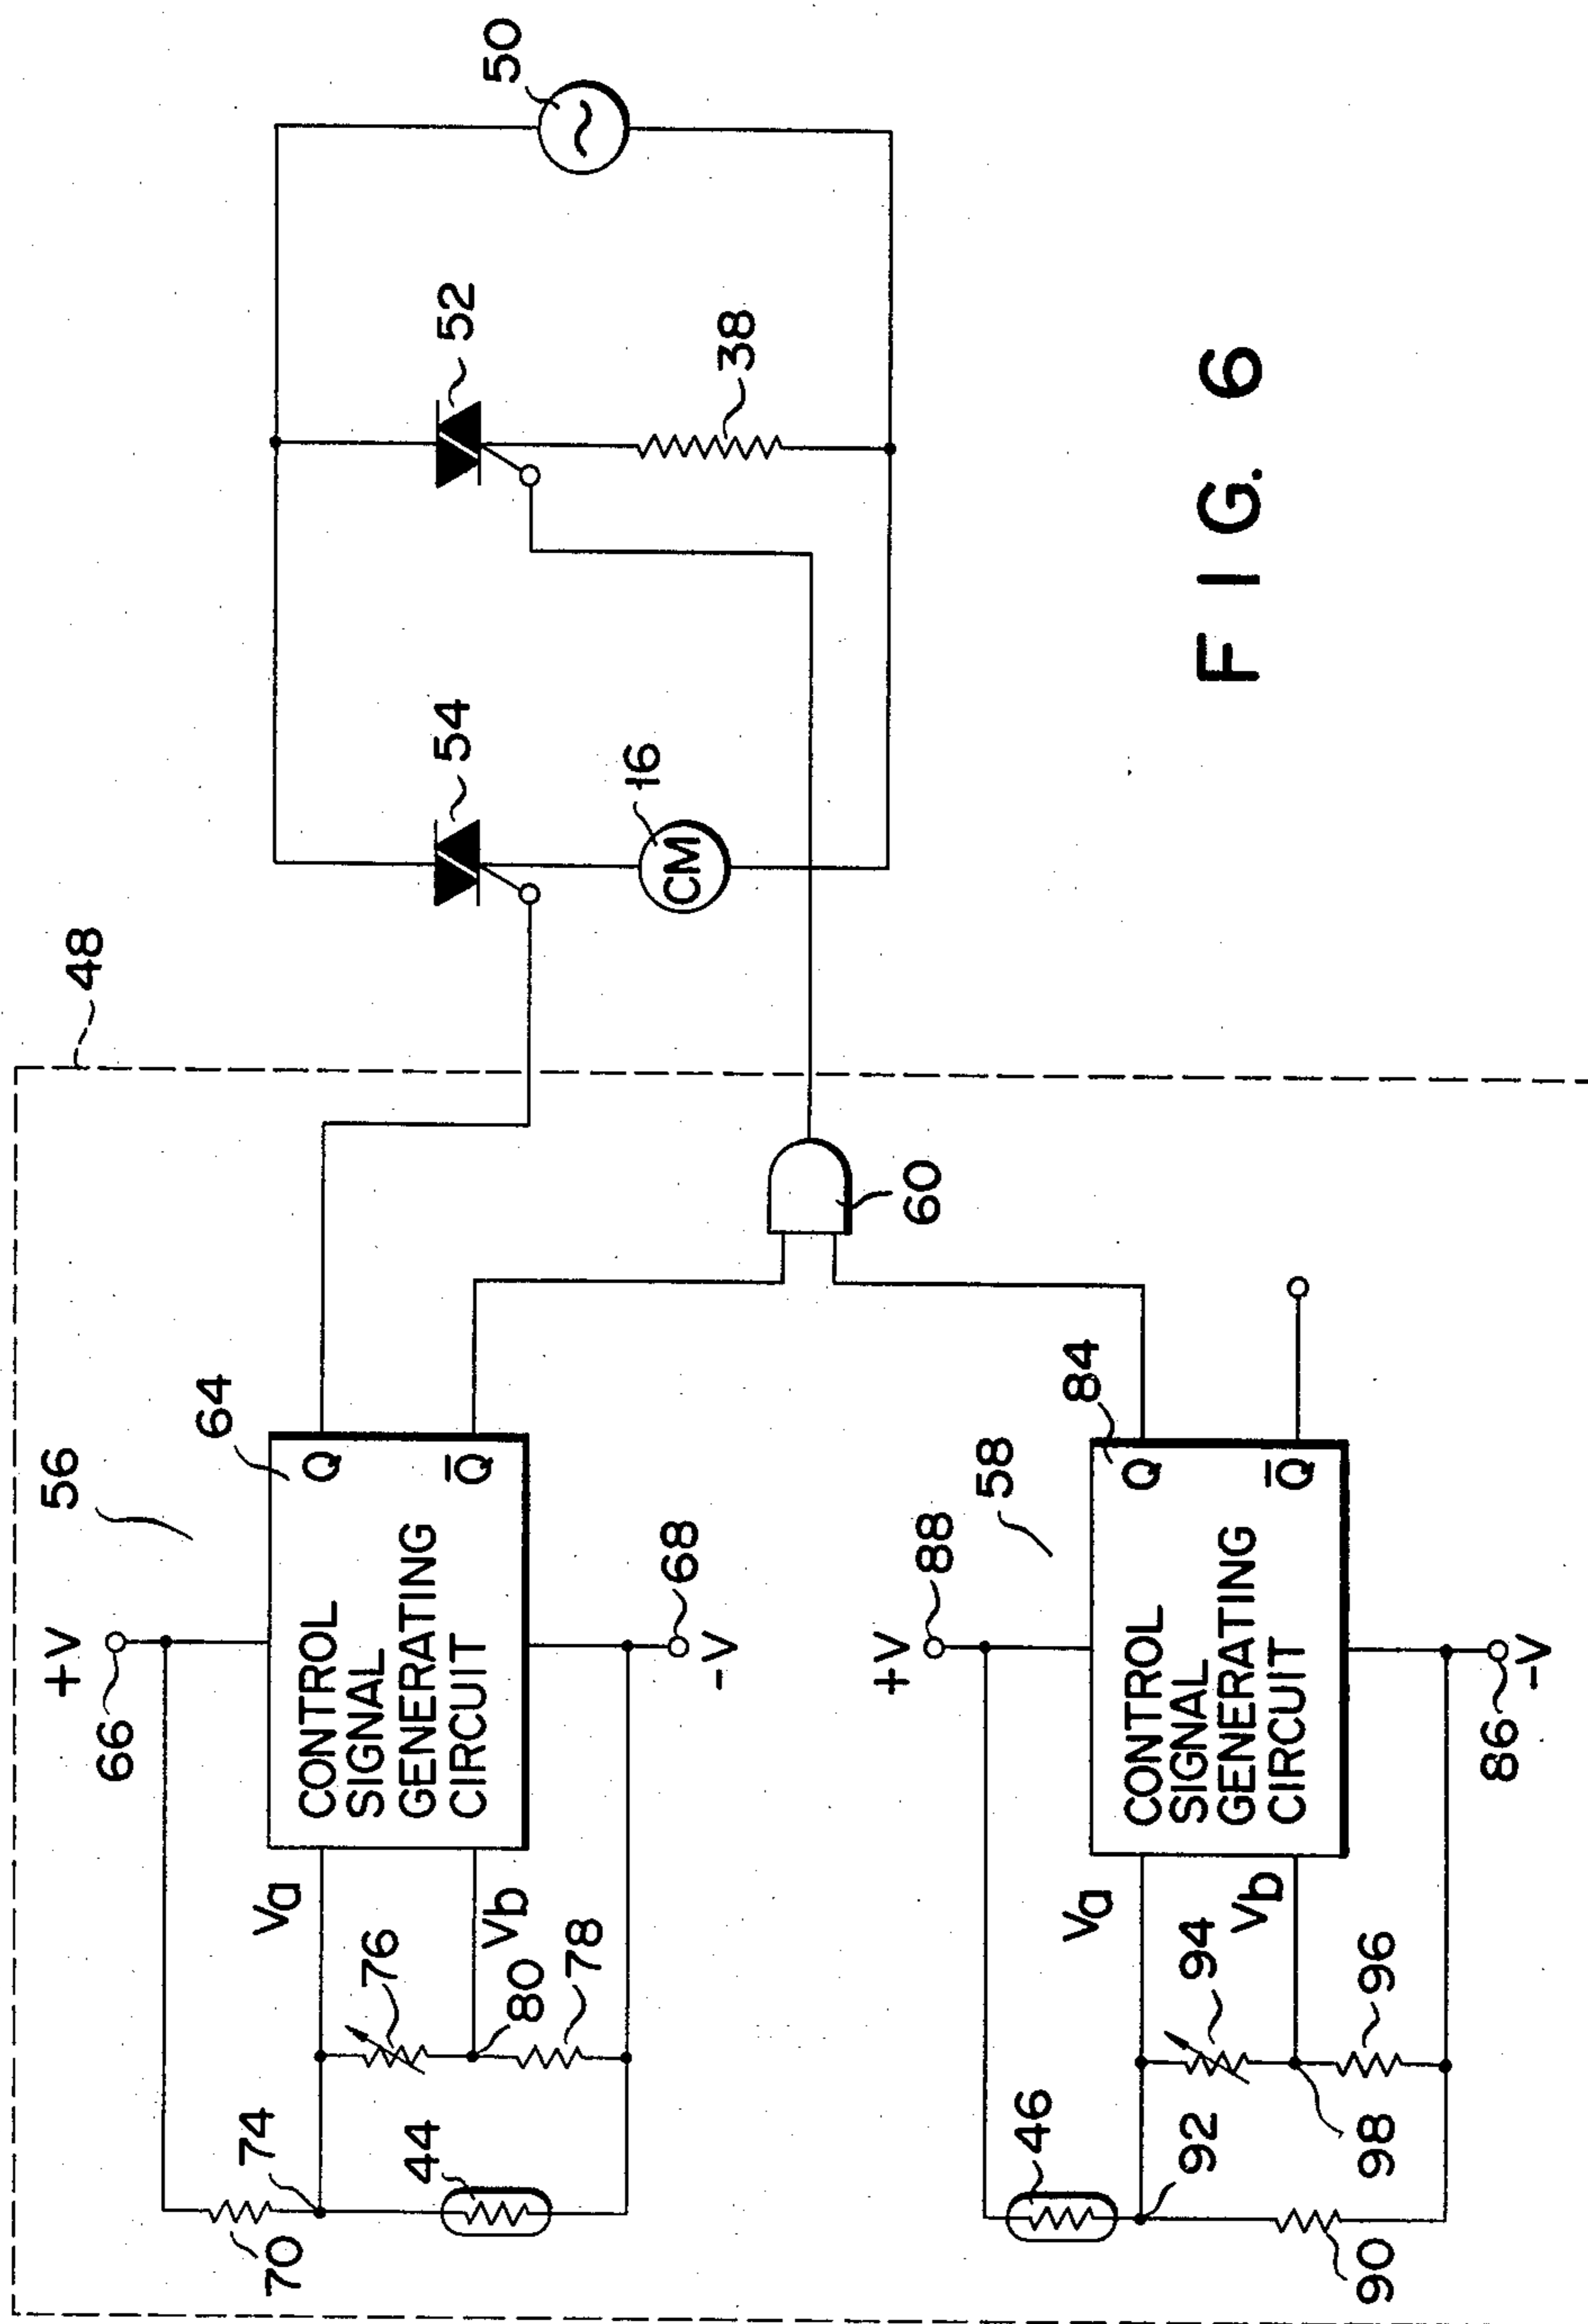 48
56
+V
66
64
CONTROL
SIGNAL
GENERATING
CIRCUIT
Q
Q̅
Va
Vb
76
80
78
74
70
44
68
-V
54
52
50
16
CM
38
60
58
+V
88
84
CONTROL
SIGNAL
GENERATING
CIRCUIT
Q
Q̅
Va
Vb
94
96
98
92
46
90
86
-V
FIG. 6